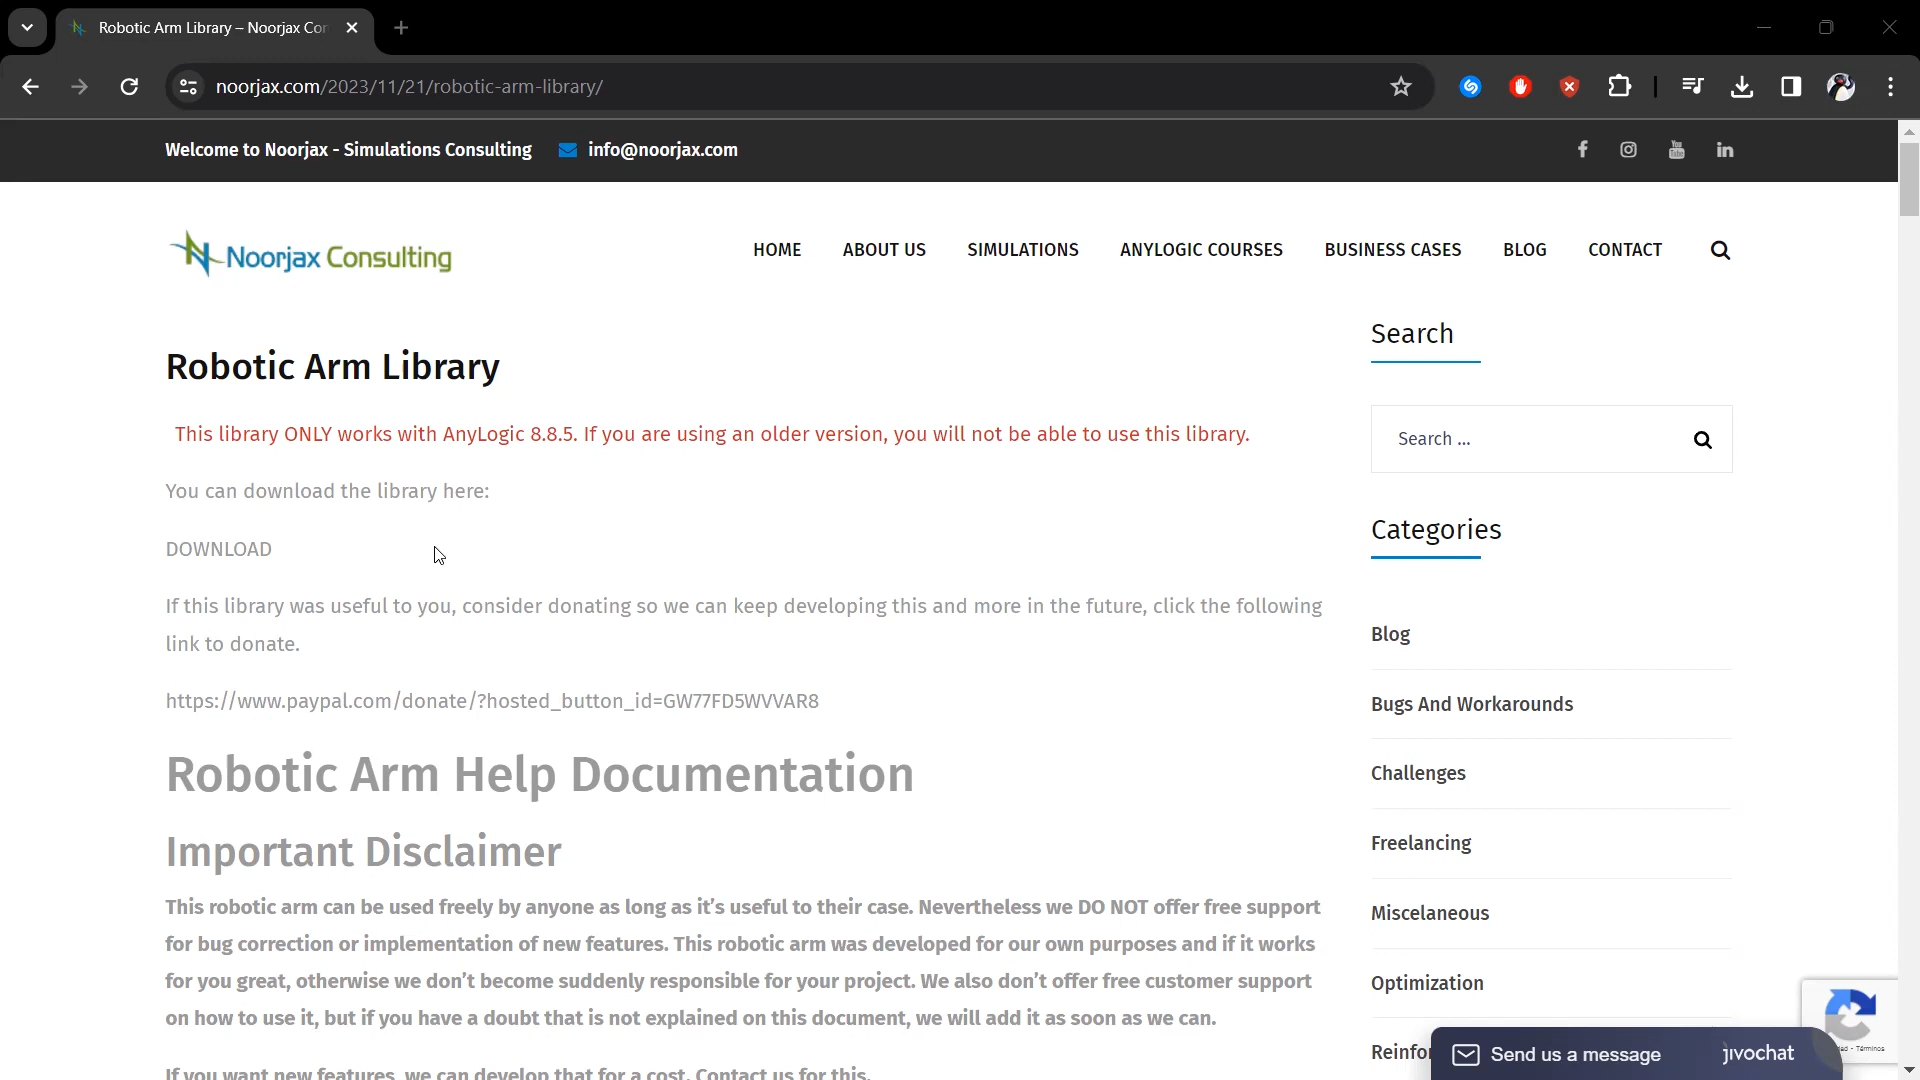 Robotic Arm Library – Noorjax Con
noorjax.com/2023/11/21/robotic-arm-library/
Welcome to Noorjax - Simulations Consulting
info@noorjax.com
Noorjax Consulting
HOME
ABOUT US
SIMULATIONS
ANYLOGIC COURSES
BUSINESS CASES
BLOG
CONTACT
Robotic Arm Library
This library ONLY works with AnyLogic 8.8.5. If you are using an older version, you will not be able to use this library.
You can download the library here:
DOWNLOAD
If this library was useful to you, consider donating so we can keep developing this and more in the future, click the following
link to donate.
https://www.paypal.com/donate/?hosted_button_id=GW77FD5WVVAR8
Robotic Arm Help Documentation
Important Disclaimer
This robotic arm can be used freely by anyone as long as it’s useful to their case. Nevertheless we DO NOT offer free support
for bug correction or implementation of new features. This robotic arm was developed for our own purposes and if it works
for you great, otherwise we don’t become suddenly responsible for your project. We also don’t offer free customer support
on how to use it, but if you have a doubt that is not explained on this document, we will add it as soon as we can.
If you want new features, we can develop that for a cost. Contact us for this.
Search
Search ...
Categories
Blog
Bugs And Workarounds
Challenges
Freelancing
Miscelaneous
Optimization
Reinfor
Send us a message
jivochat